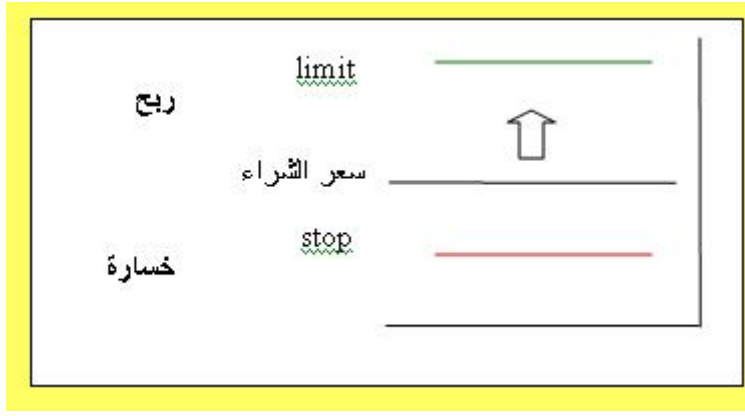 limit
ربح
سعر الشراء
stop
خسارة